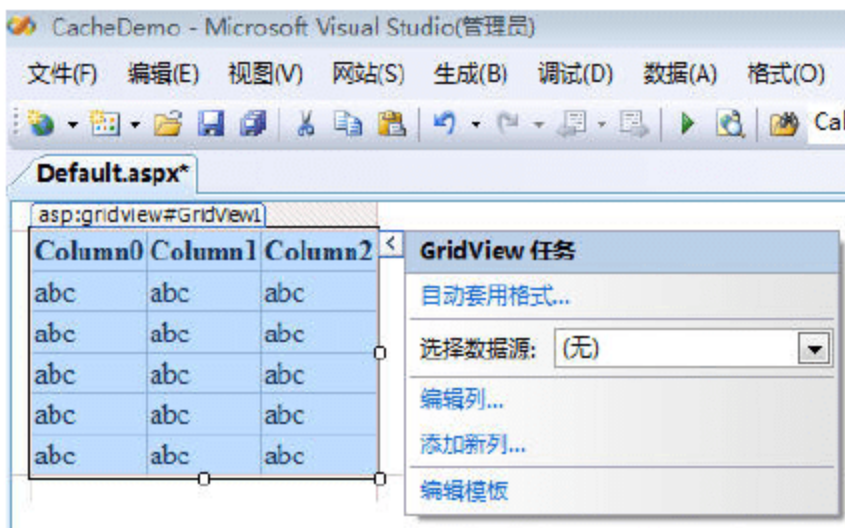 CacheDemo - Microsoft Visual Studio(管理员)
文件(F) 编辑(E) 视图(V) 网站(S) 生成(B) 调试(D) 数据(A) 格式(O)
Default.aspx*
asp:gridview#GridView1
Column0 Column1 Column2
GridView 任务
abc abc abc
自动套用格式...
abc abc abc
选择数据源: (无)
abc abc abc
编辑列...
abc abc abc
添加新列...
abc abc abc
编辑模板